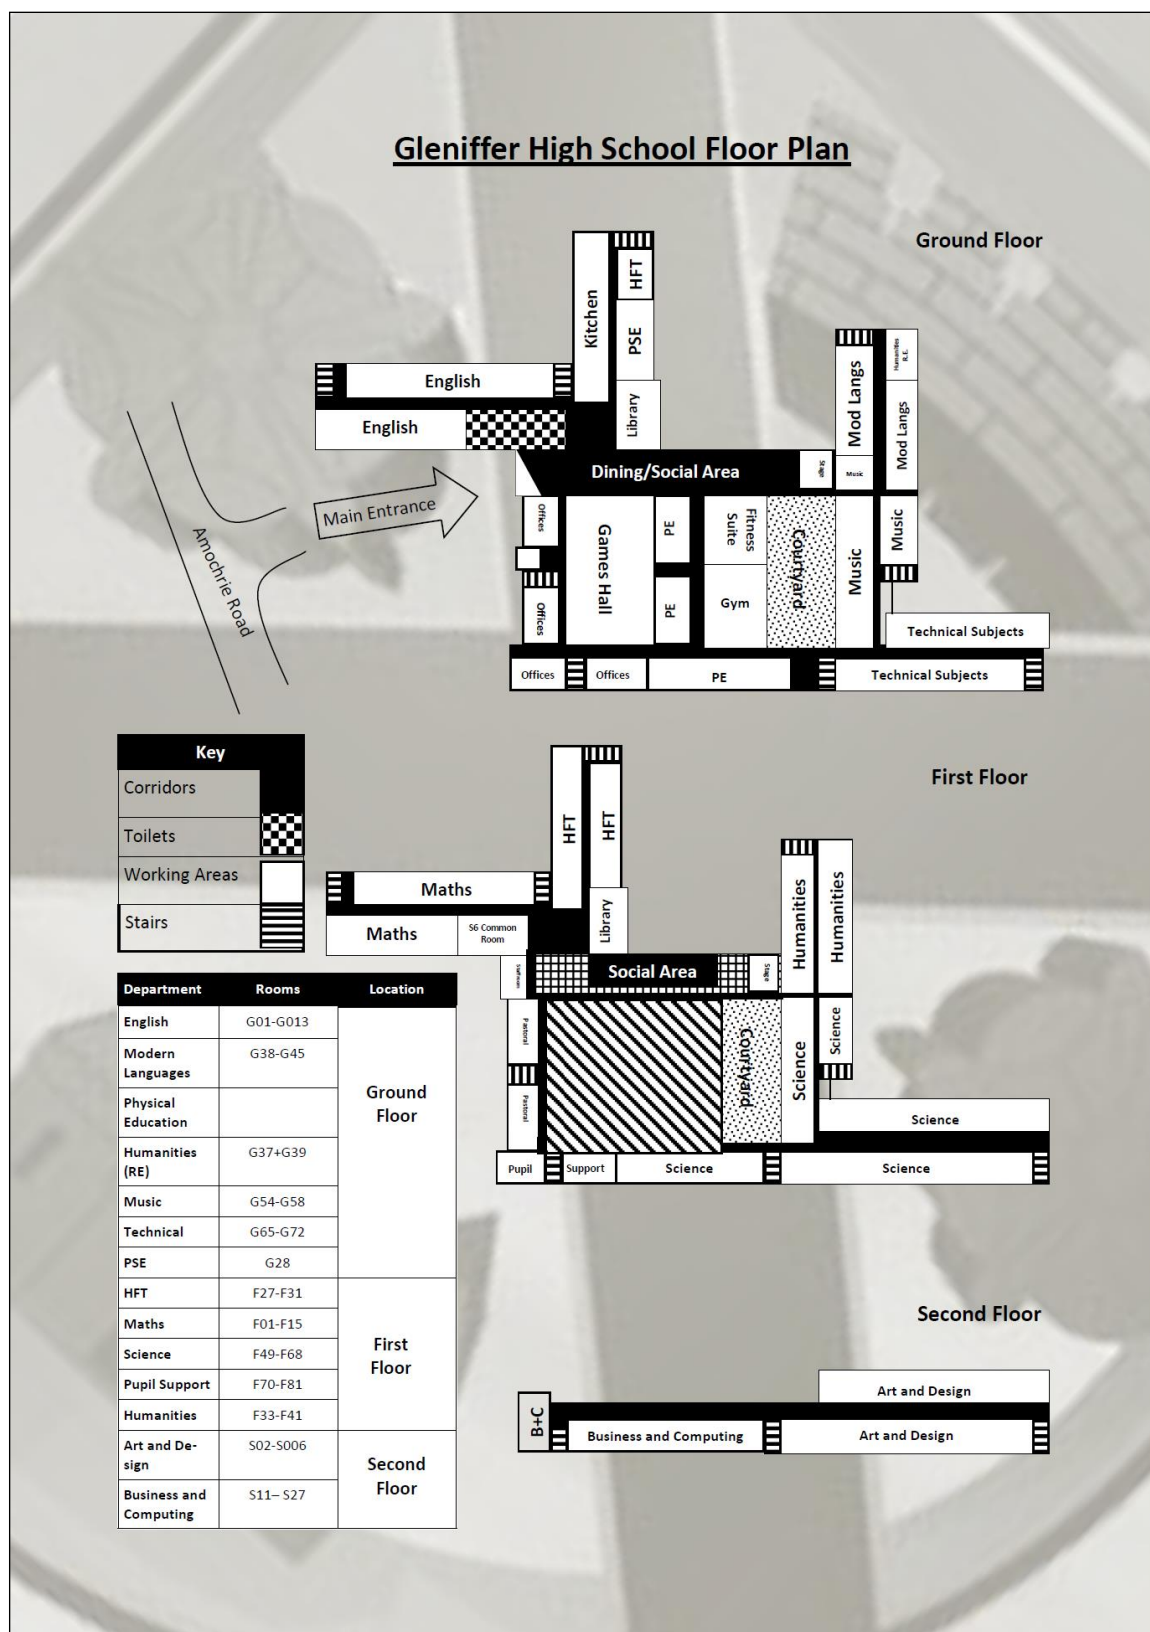 Gleniffer High School Floor Plan
Ground Floor
Kitchen
HFT
PSE
Library
English
English
Mod Langs
Humanities
R.E.
Mod Langs
Music
Dining/Social Area
Stage
Main Entrance
Amochrie Road
Offices
Games Hall
PE
Fitness
Suite
Courtyard
Music
Music
Offices
PE
Gym
Technical Subjects
Offices
Offices
PE
Technical Subjects
Key
Corridors
Toilets
Working Areas
Stairs
First Floor
HFT
HFT
Library
Maths
Maths
S6 Common
Room
Humanities
Humanities
Staffroom
Social Area
Stage
Pastoral
Courtyard
Science
Science
Pastoral
Science
Pupil
Support
Science
Science
Department Rooms Location
English G01-G013
Modern
Languages G38-G45
Physical
Education
Ground
Floor
Humanities
(RE) G37+G39
Music G54-G58
Technical G65-G72
PSE G28
HFT F27-F31
Maths F01-F15
Science F49-F68
First
Floor
Pupil Support F70-F81
Humanities F33-F41
Art and De-
sign S02-S006
Second
Floor
Business and
Computing S11– S27
Second Floor
Art and Design
B+C
Business and Computing
Art and Design